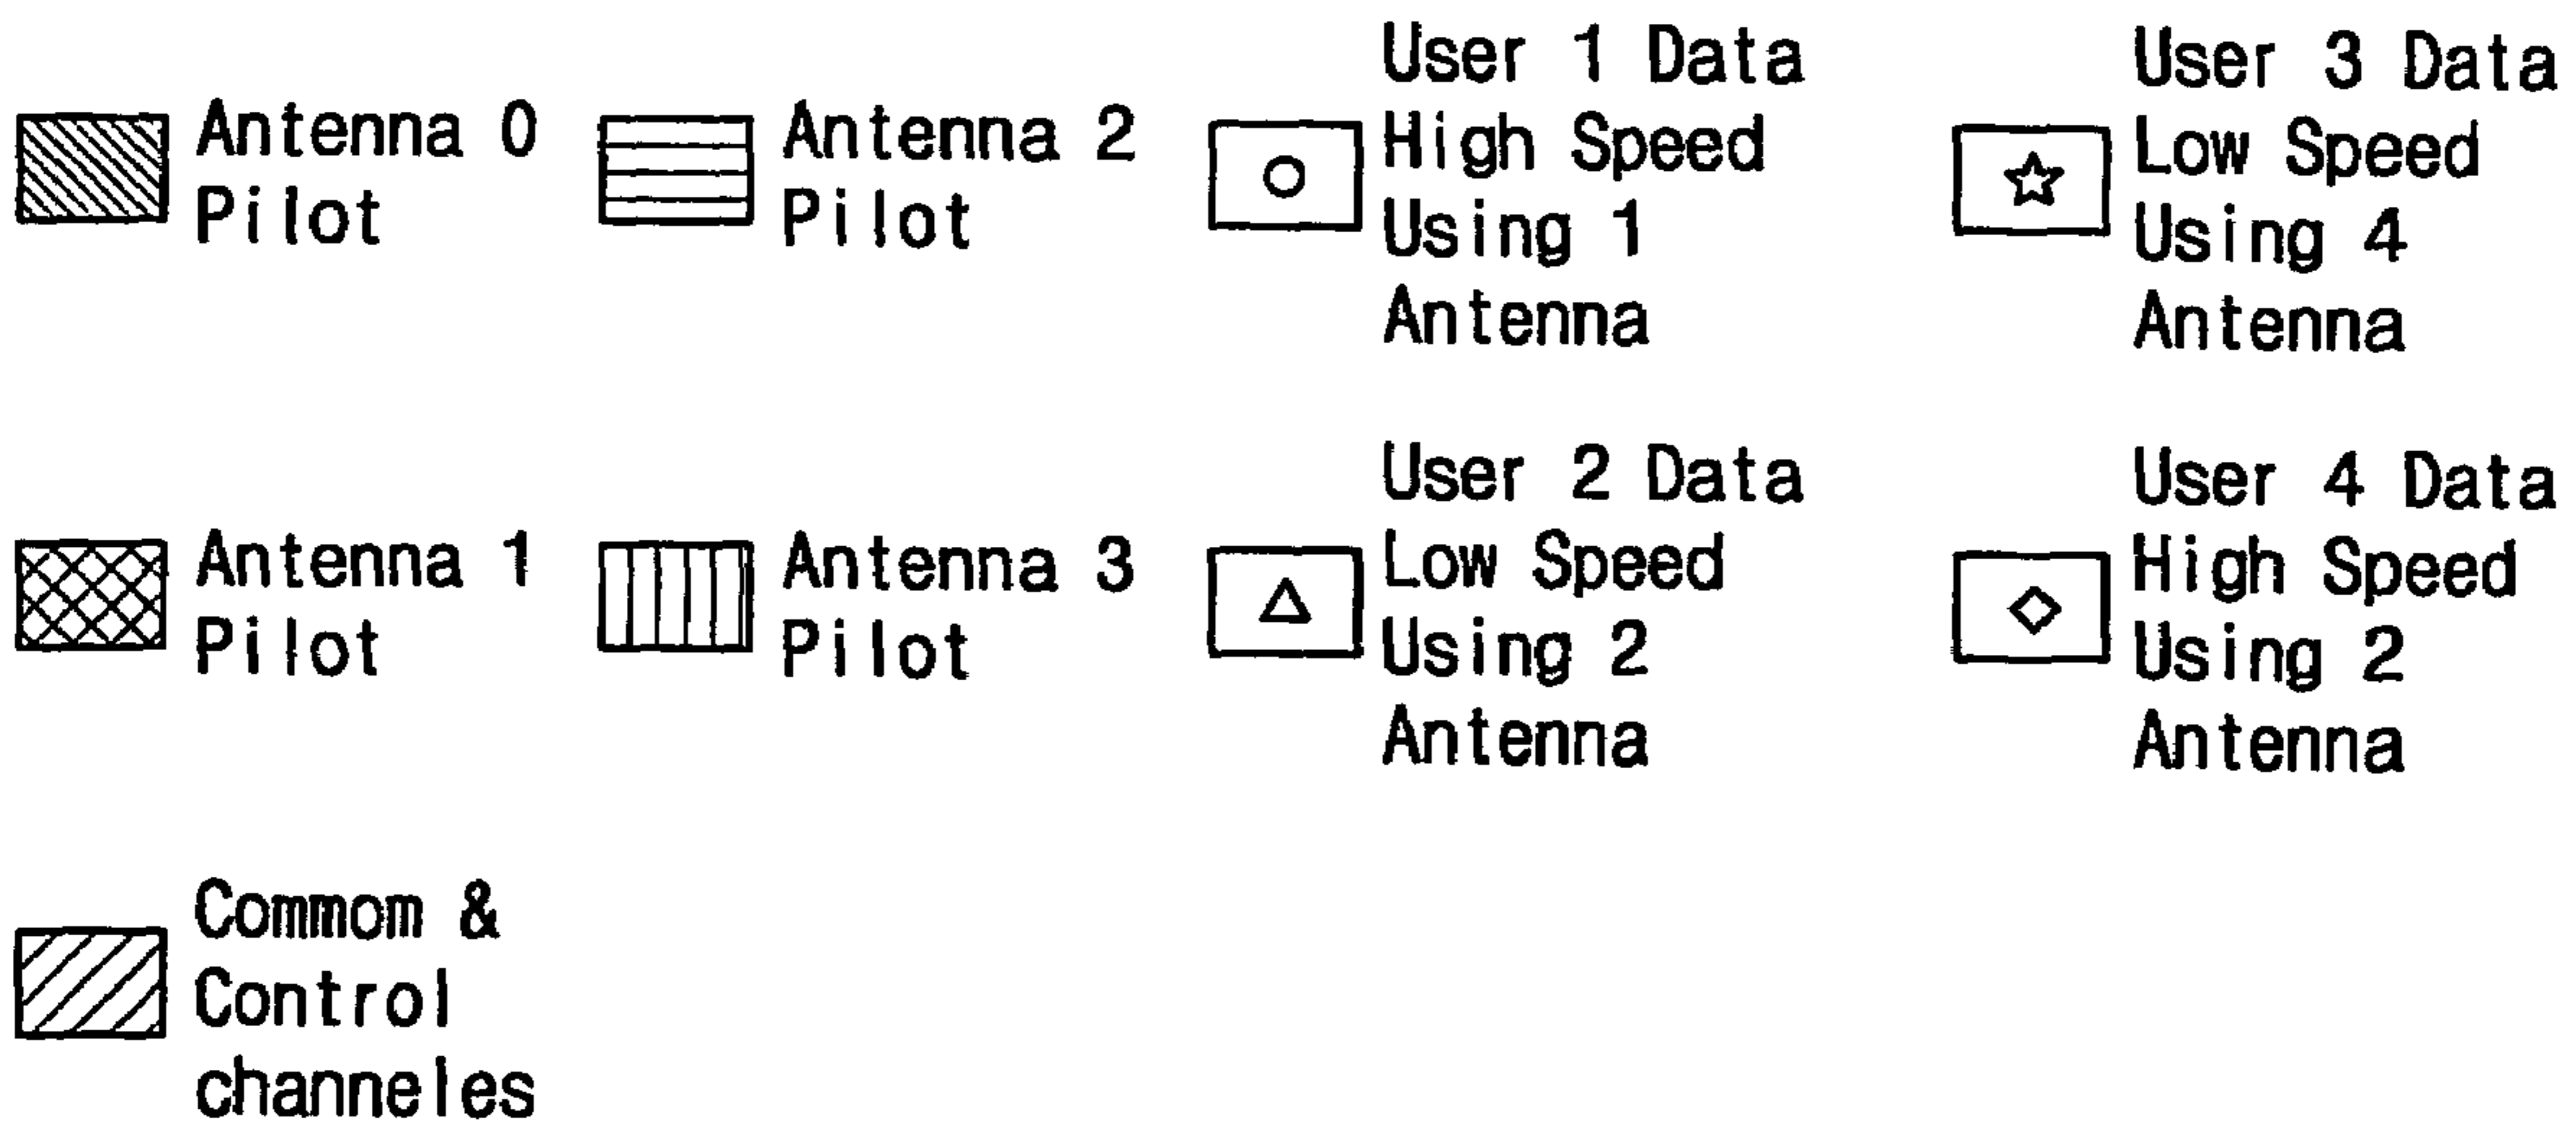 Antenna 0
Pilot
Antenna 2
Pilot
User 1 Data
High Speed
Using 1
Antenna
User 3 Data
Low Speed
Using 4
Antenna
Antenna 1
Pilot
Antenna 3
Pilot
User 2 Data
Low Speed
Using 2
Antenna
User 4 Data
High Speed
Using 2
Antenna
Commom &
Control
channeles